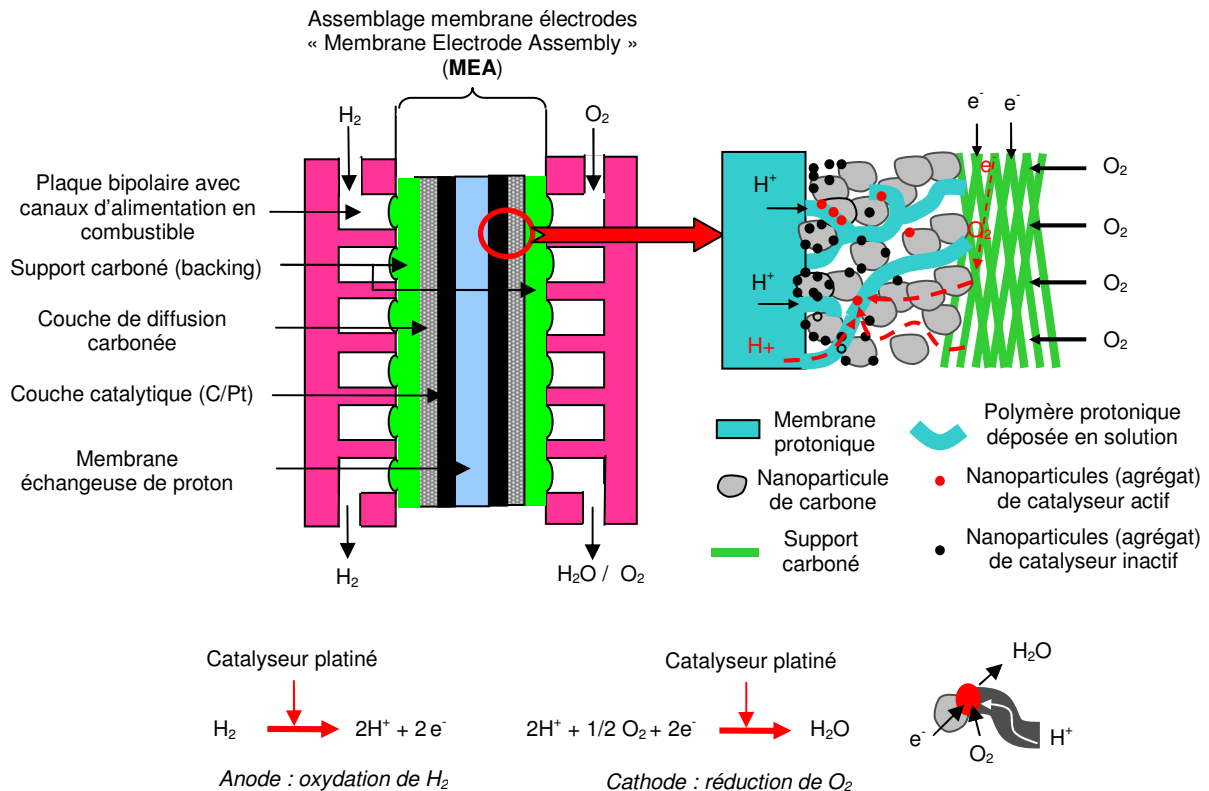 Assemblage membrane électrodes
« Membrane Electrode Assembly »
(MEA)
H₂
O₂
Plaque bipolaire avec
canaux d'alimentation en
combustible
Support carboné (backing)
Couche de diffusion
carbonée
Couche catalytique (C/Pt)
Membrane
échangeuse de proton
H₂
H₂O / O₂
e⁻ e⁻
H⁺
e⁻
O₂
O₂
O₂
O₂
H⁺
O₂
H+
O₂
Membrane
protonique
Polymère protonique
déposée en solution
Nanoparticule
de carbone
Nanoparticules (agrégat)
de catalyseur actif
Support
carboné
Nanoparticules (agrégat)
de catalyseur inactif
Catalyseur platiné
H₂ 2H⁺ + 2 e⁻
Anode : oxydation de H₂
Catalyseur platiné
2H⁺ + 1/2 O₂ + 2e⁻ H₂O
Cathode : réduction de O₂
H₂O
e⁻
O₂
H⁺